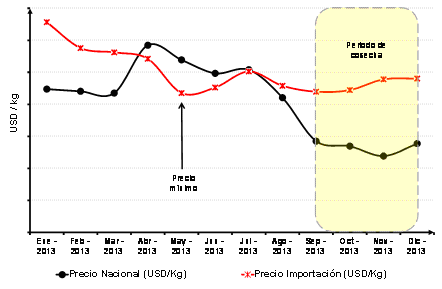 USD / kg
Periodo de
cosecha
Precio
mínimo
Ene - Feb - Mar - Abr - May - Jun - Jul - Ago - Sep - Oct - Nov - Dic -
2013 2013 2013 2013 2013 2013 2013 2013 2013 2013 2013 2013
Precio Nacional (USD/Kg) Precio Importación (USD/Kg)